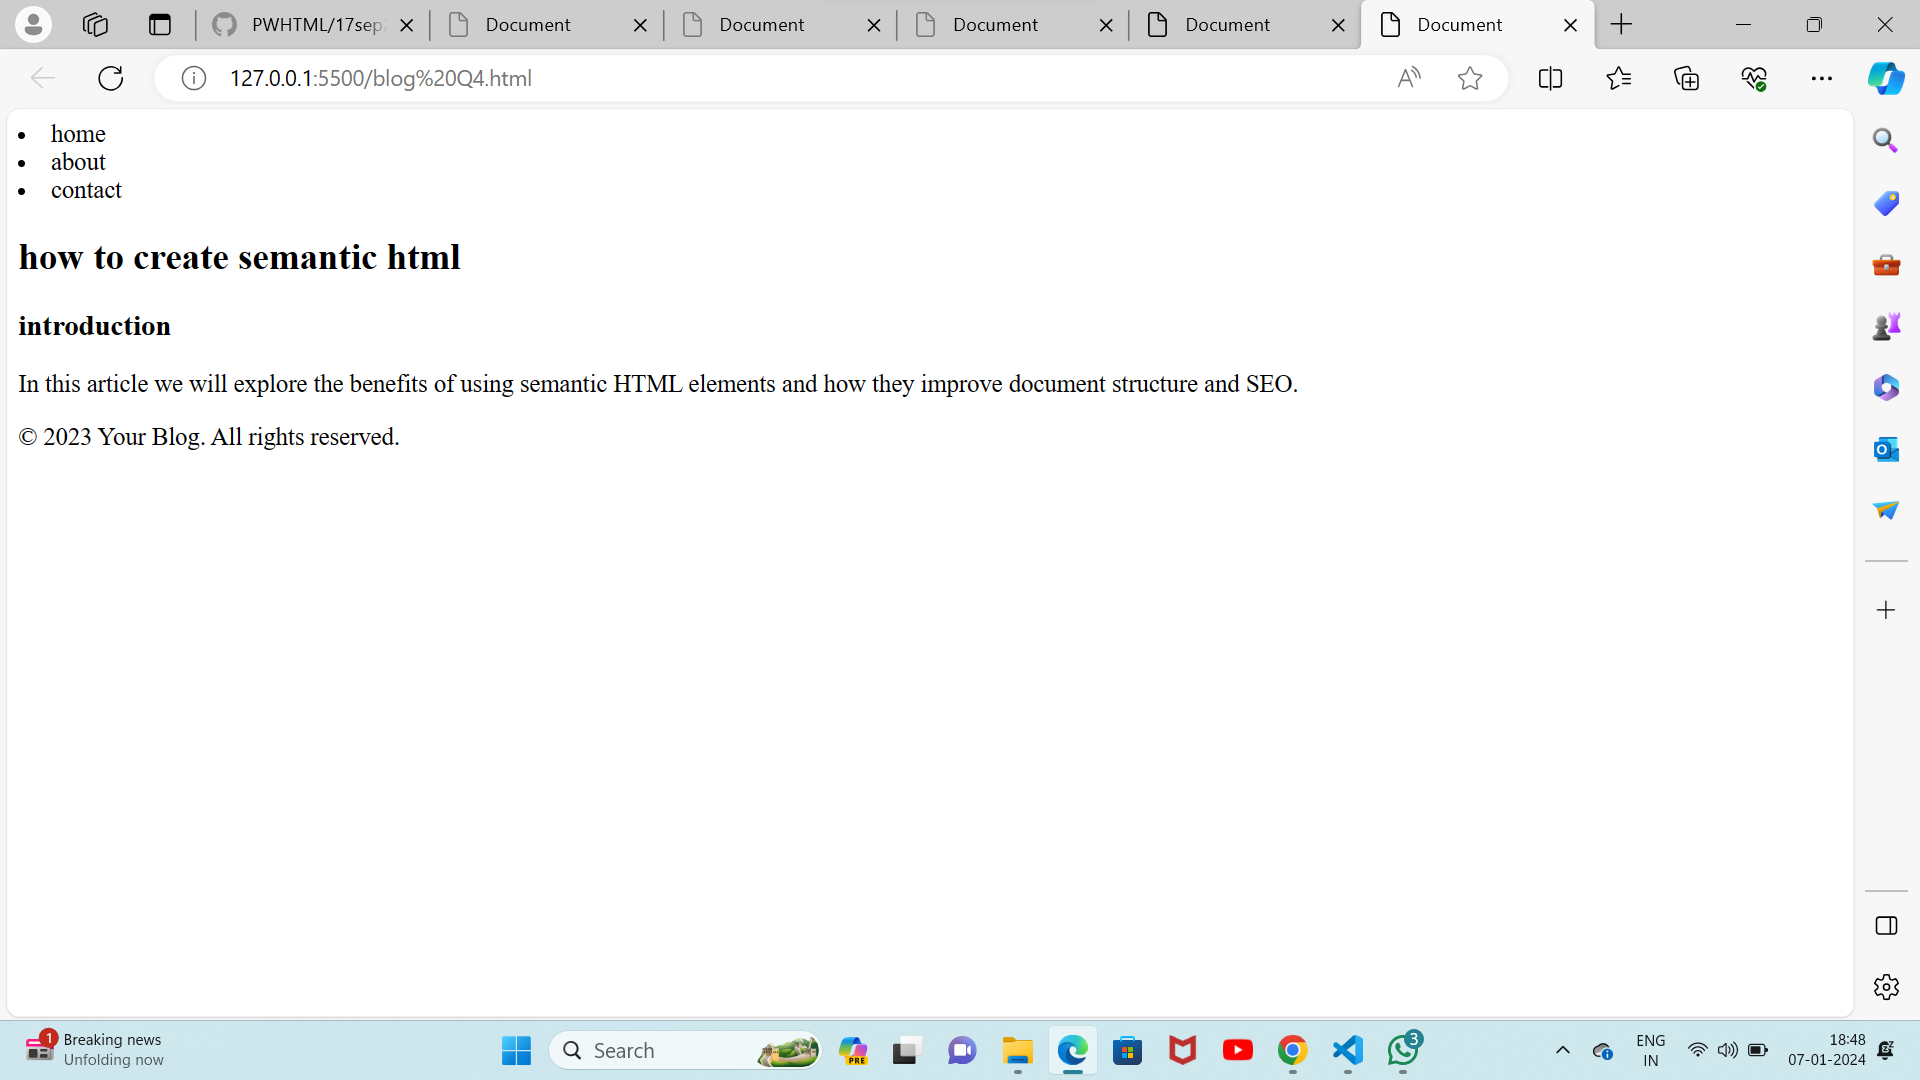 PWHTML/17sep
Document
Document
Document
Document
Document
127.0.0.1:5500/blog%20Q4.html
home
about
contact
how to create semantic html
introduction
In this article we will explore the benefits of using semantic HTML elements and how they improve document structure and SEO.
© 2023 Your Blog. All rights reserved.
1
Breaking news
Unfolding now
Search
PRE
3
ENG
IN
18:48
07-01-2024